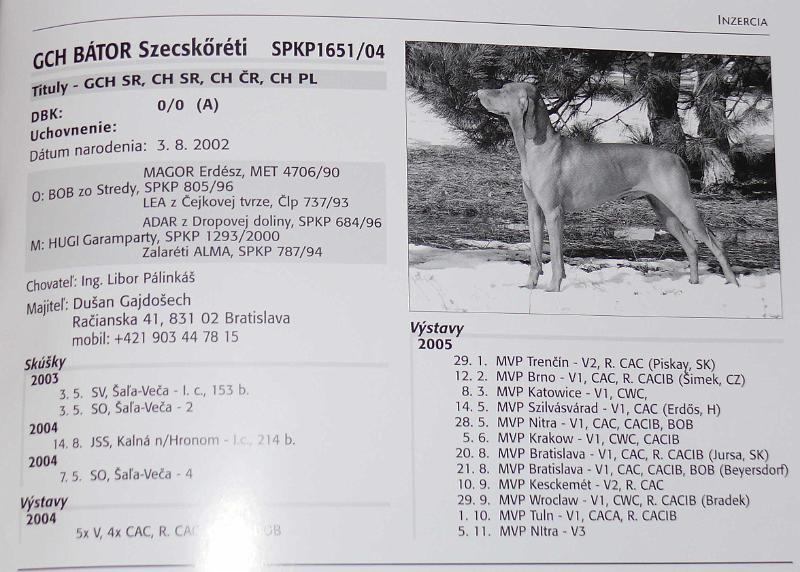 INZERCIA
GCH BÁTOR Szecskőréti SPKP1651/04
Tituly - GCH SR, CH SR, CH ČR, CH PL
DBK: 0/0 (A)
Uchovnenie:
Dátum narodenia: 3. 8. 2002
MAGOR Erdész, MET 4706/90
O: BOB zo Stredy, SPKP 805/96
LEA z Čejkovej tvrze, Člp 737/93
ADAR z Dropovej doliny, SPKP 684/96
M: HUGI Garamparty, SPKP 1293/2000
Zalaréti ALMA, SPKP 787/94
Chovateľ: Ing. Libor Pálinkáš
Majiteľ: Dušan Gajdošech
Račianska 41, 831 02 Bratislava
mobil: +421 903 44 78 15
Skúšky
2003
3. 5. SV, Šaľa-Veča - I. c., 153 b.
3. 5. SO, Šaľa-Veča - 2
2004
14. 8. JSS, Kalná n/Hronom - I.c., 214 b.
2004
7. 5. SO, Šaľa-Veča - 4
Výstavy
2004
5x V, 4x CAC, R. CAC
Výstavy
2005
29. 1. MVP Trenčín - V2, R. CAC (Piskay, SK)
12. 2. MVP Brno - V1, CAC, R. CACIB (Šimek, CZ)
8. 3. MVP Katowice - V1, CWC,
14. 5. MVP Szilvásvárad - V1, CAC (Erdős, H)
28. 5. MVP Nitra - V1, CAC, CACIB, BOB
5. 6. MVP Krakow - V1, CWC, CACIB
20. 8. MVP Bratislava - V1, CAC, R. CACIB (Jursa, SK)
21. 8. MVP Bratislava - V1, CAC, CACIB, BOB (Beyersdorf)
10. 9. MVP Kesckemét - V2, R. CAC
29. 9. MVP Wroclaw - V1, CWC, R. CACIB (Bradek)
1. 10. MVP Tuln - V1, CACA, R. CACIB
5. 11. MVP NItra - V3